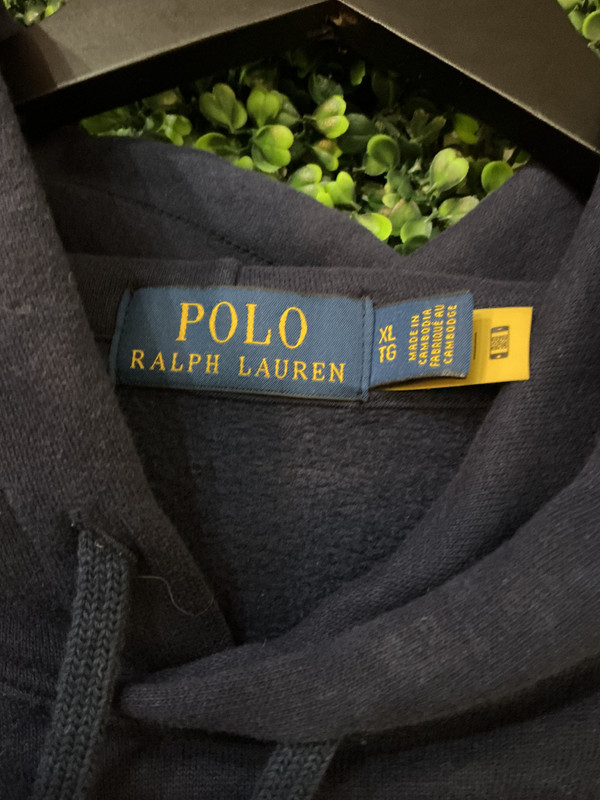 POLO
RALPH LAUREN
XL
TG
MADE IN
CAMBODIA
FABRIQUÉ AU
CAMBODGE